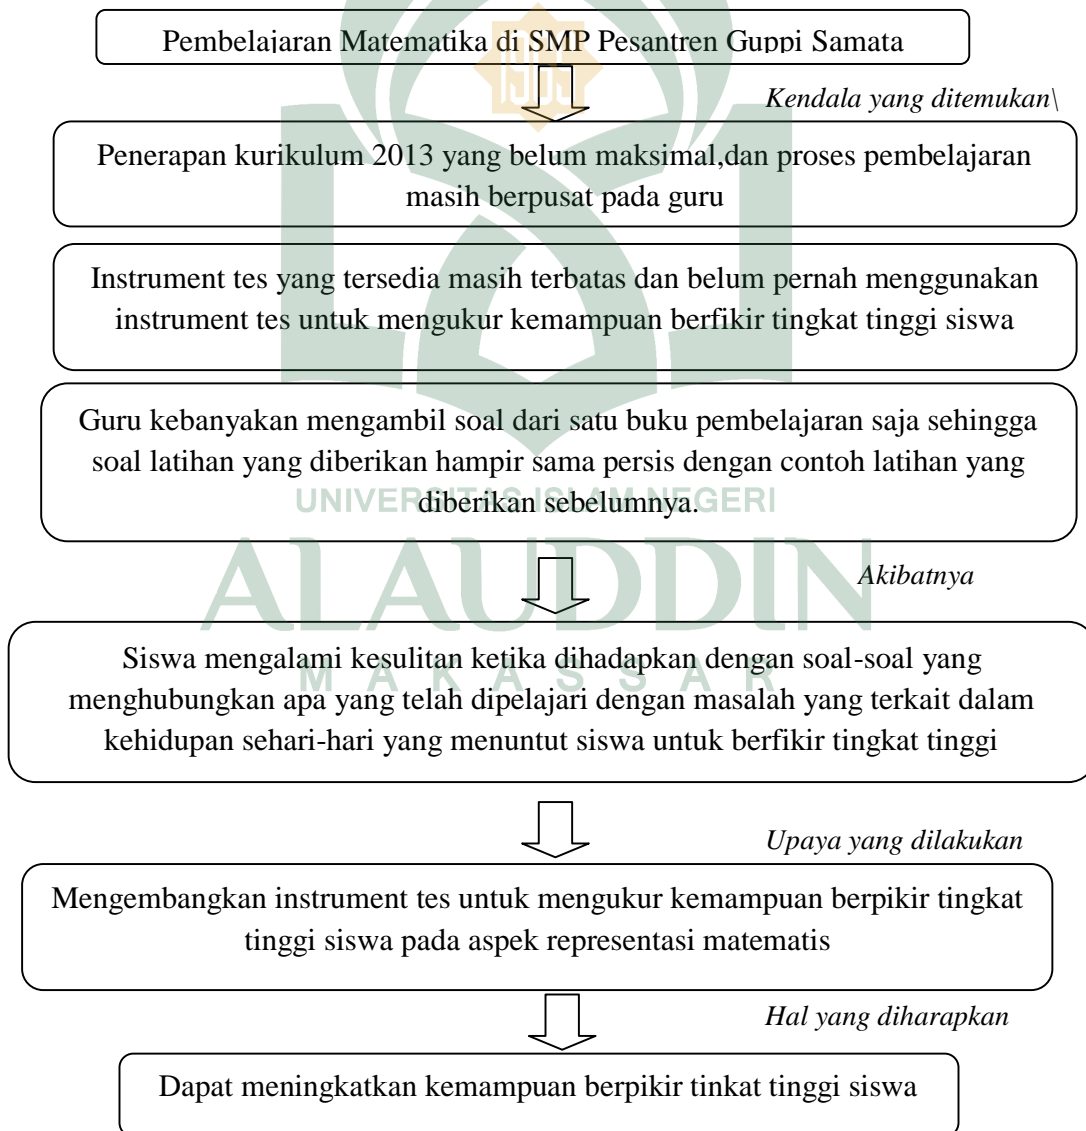 Pembelajaran Matematika di SMP Pesantren Guppi Samata
1965
Kendala yang ditemukan\
Penerapan kurikulum 2013 yang belum maksimal,dan proses pembelajaran
masih berpusat pada guru
Instrument tes yang tersedia masih terbatas dan belum pernah menggunakan
instrument tes untuk mengukur kemampuan berfikir tingkat tinggi siswa
Guru kebanyakan mengambil soal dari satu buku pembelajaran saja sehingga
soal latihan yang diberikan hampir sama persis dengan contoh latihan yang
diberikan sebelumnya.
UNIVERSITAS ISLAM NEGERI
Akibatnya
ALAUDDIN
Siswa mengalami kesulitan ketika dihadapkan dengan soal-soal yang
MAKASSAR
menghubungkan apa yang telah dipelajari dengan masalah yang terkait dalam
kehidupan sehari-hari yang menuntut siswa untuk berfikir tingkat tinggi
Upaya yang dilakukan
Mengembangkan instrument tes untuk mengukur kemampuan berpikir tingkat
tinggi siswa pada aspek representasi matematis
Hal yang diharapkan
Dapat meningkatkan kemampuan berpikir tinkat tinggi siswa